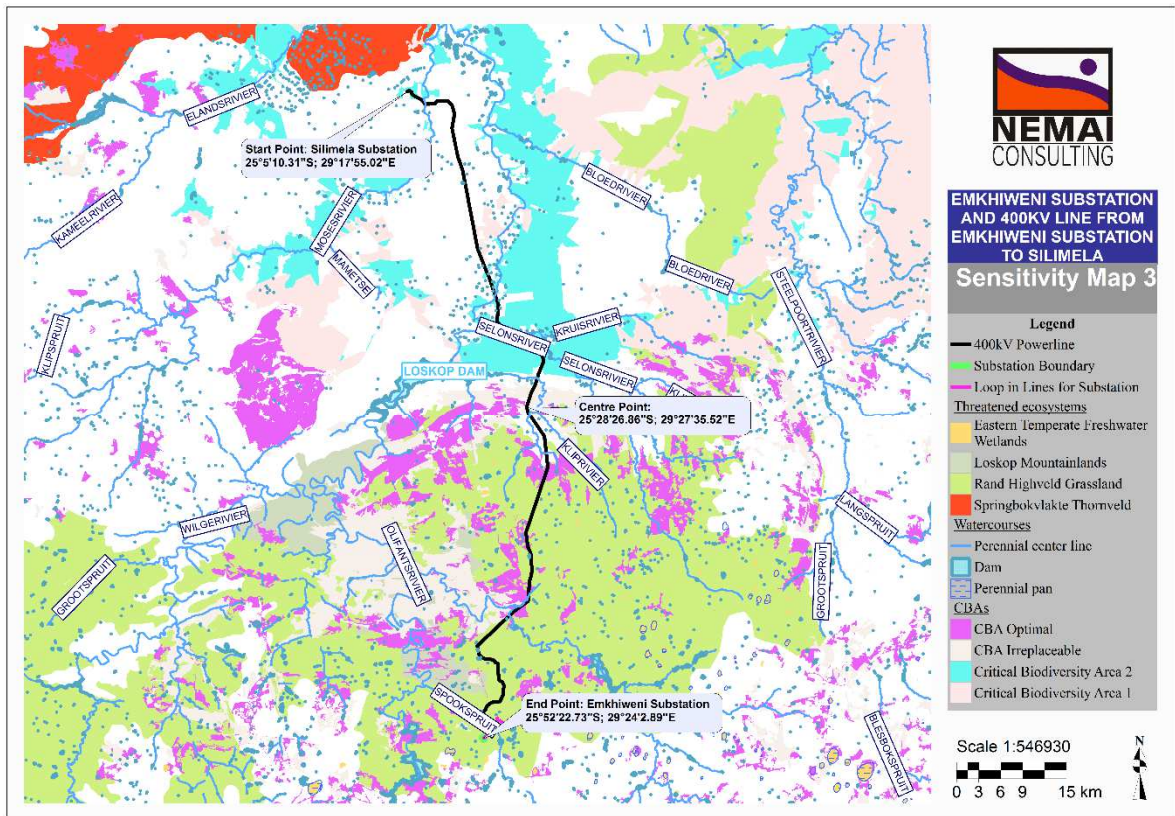 ELANDSRIVIER
Start Point: Silimela Substation
25°5'10.31"S; 29°17'55.02"E
KAMEELRIVIER
MOSESRIVIER
MAMETSE
BLOEDRIVIER
BLOEDRIVER
STEELPOORTRIVIER
KLIPSPRUIT
SELONSRIVER
KRUISRIVIER
LOSKOP DAM
SELONSRIVIER
Centre Point:
25°28'26.86"S; 29°27'35.52"E
KLIPRIVIER
WILGERIVIER
OLIFANTSRIVIER
LANGSPRUIT
GROOTSPRUIT
GROOTSPRUIT
SPOOKSPRUIT
End Point: Emkhiweni Substation
25°52'22.73"S; 29°24'2.89"E
BLESBOKSPRUIT
NEMAI
CONSULTING
EMKHIWENI SUBSTATION
AND 400KV LINE FROM
EMKHIWENI SUBSTATION
TO SILIMELA
Sensitivity Map 3
Legend
400kV Powerline
Substation Boundary
Loop in Lines for Substation
Threatened ecosystems
Eastern Temperate Freshwater
Wetlands
Loskop Mountainlands
Rand Highveld Grassland
Springbokvlakte Thornveld
Watercourses
Perennial center line
Dam
Perennial pan
CBAs
CBA Optimal
CBA Irreplaceable
Critical Biodiversity Area 2
Critical Biodiversity Area 1
Scale 1:546930
N
0 3 6 9 15 km